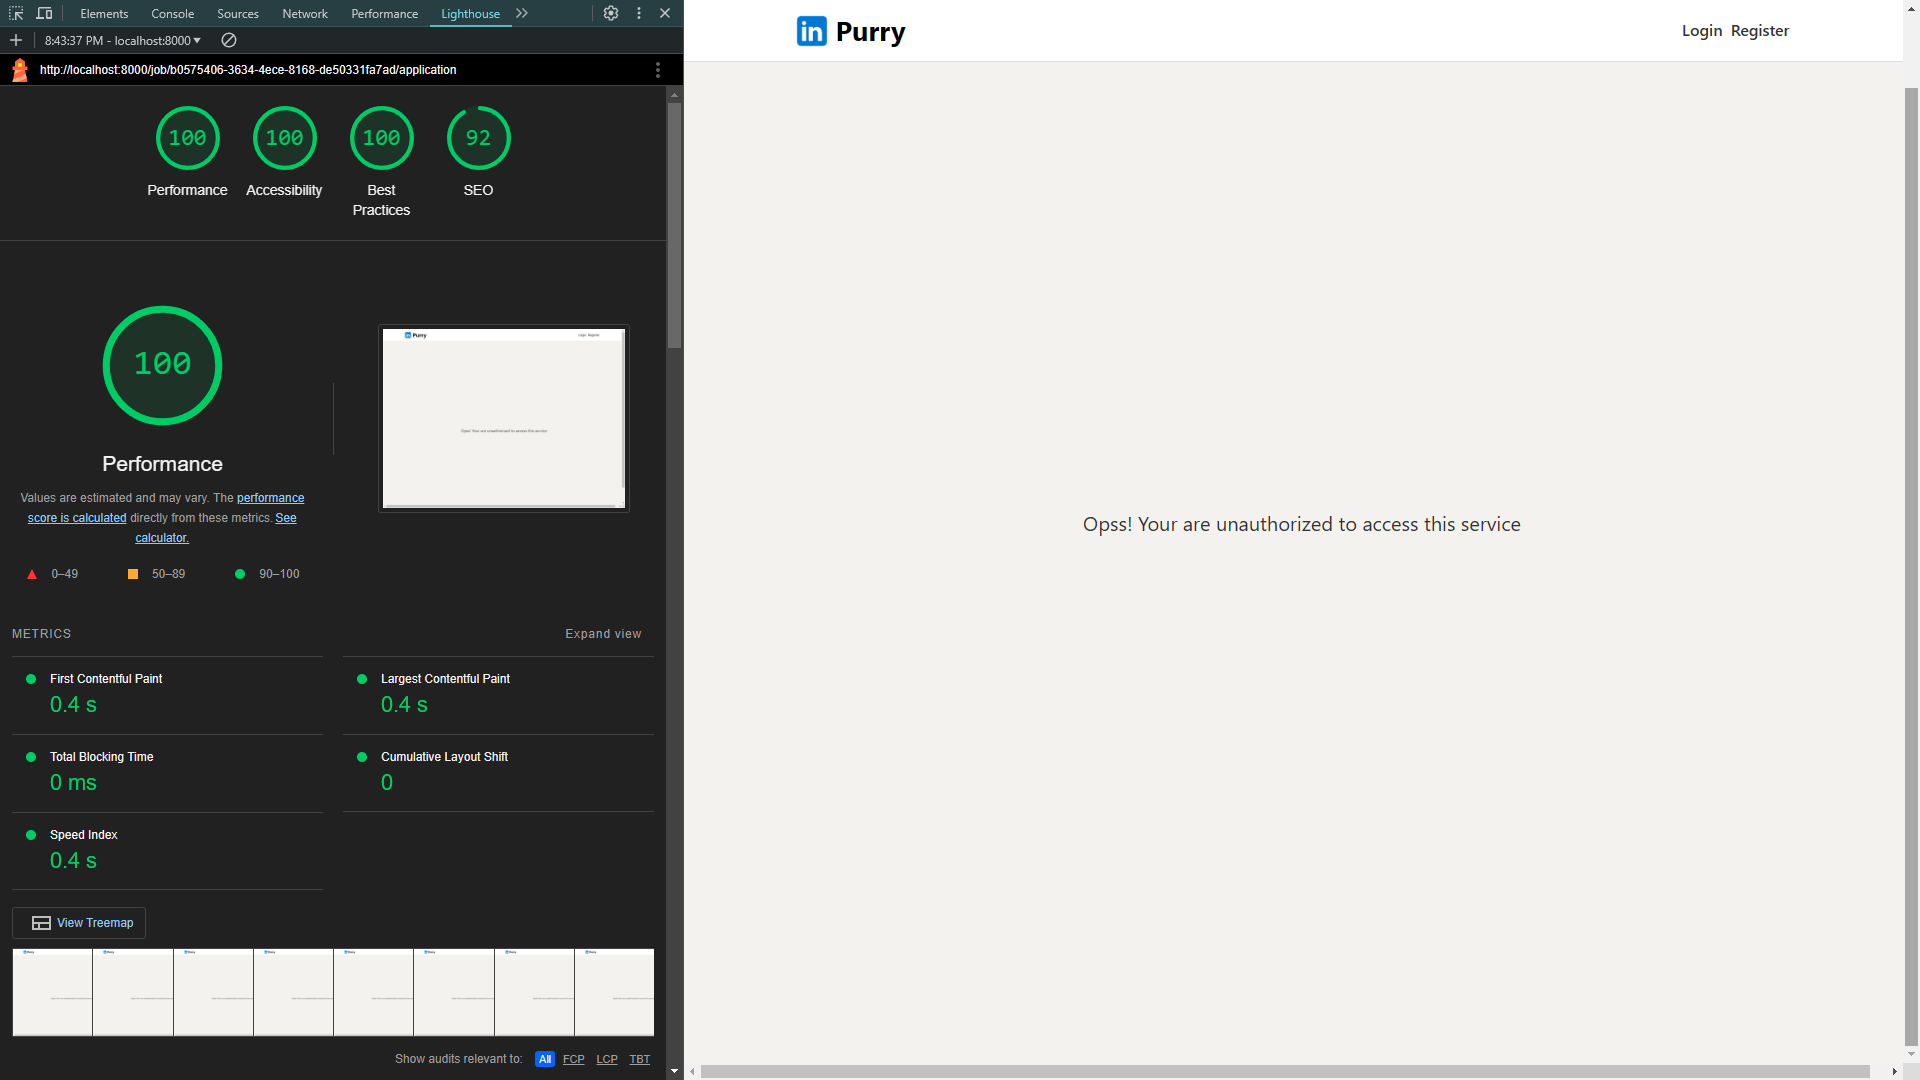 Elements Console Sources Network Performance Lighthouse
8:43:37 PM - localhost:8000
http://localhost:8000/job/b0575406-3634-4ece-8168-de50331fa7ad/application
100 100 100 92
Performance Accessibility Best Practices SEO
100
Performance
Values are estimated and may vary. The performance
score is calculated directly from these metrics. See
calculator.
0–49 50–89 90–100
METRICS Expand view
First Contentful Paint
0.4 s
Largest Contentful Paint
0.4 s
Total Blocking Time
0 ms
Cumulative Layout Shift
0
Speed Index
0.4 s
View Treemap
Show audits relevant to: All FCP LCP TBT
in Purry
Login Register
Opss! Your are unauthorized to access this service